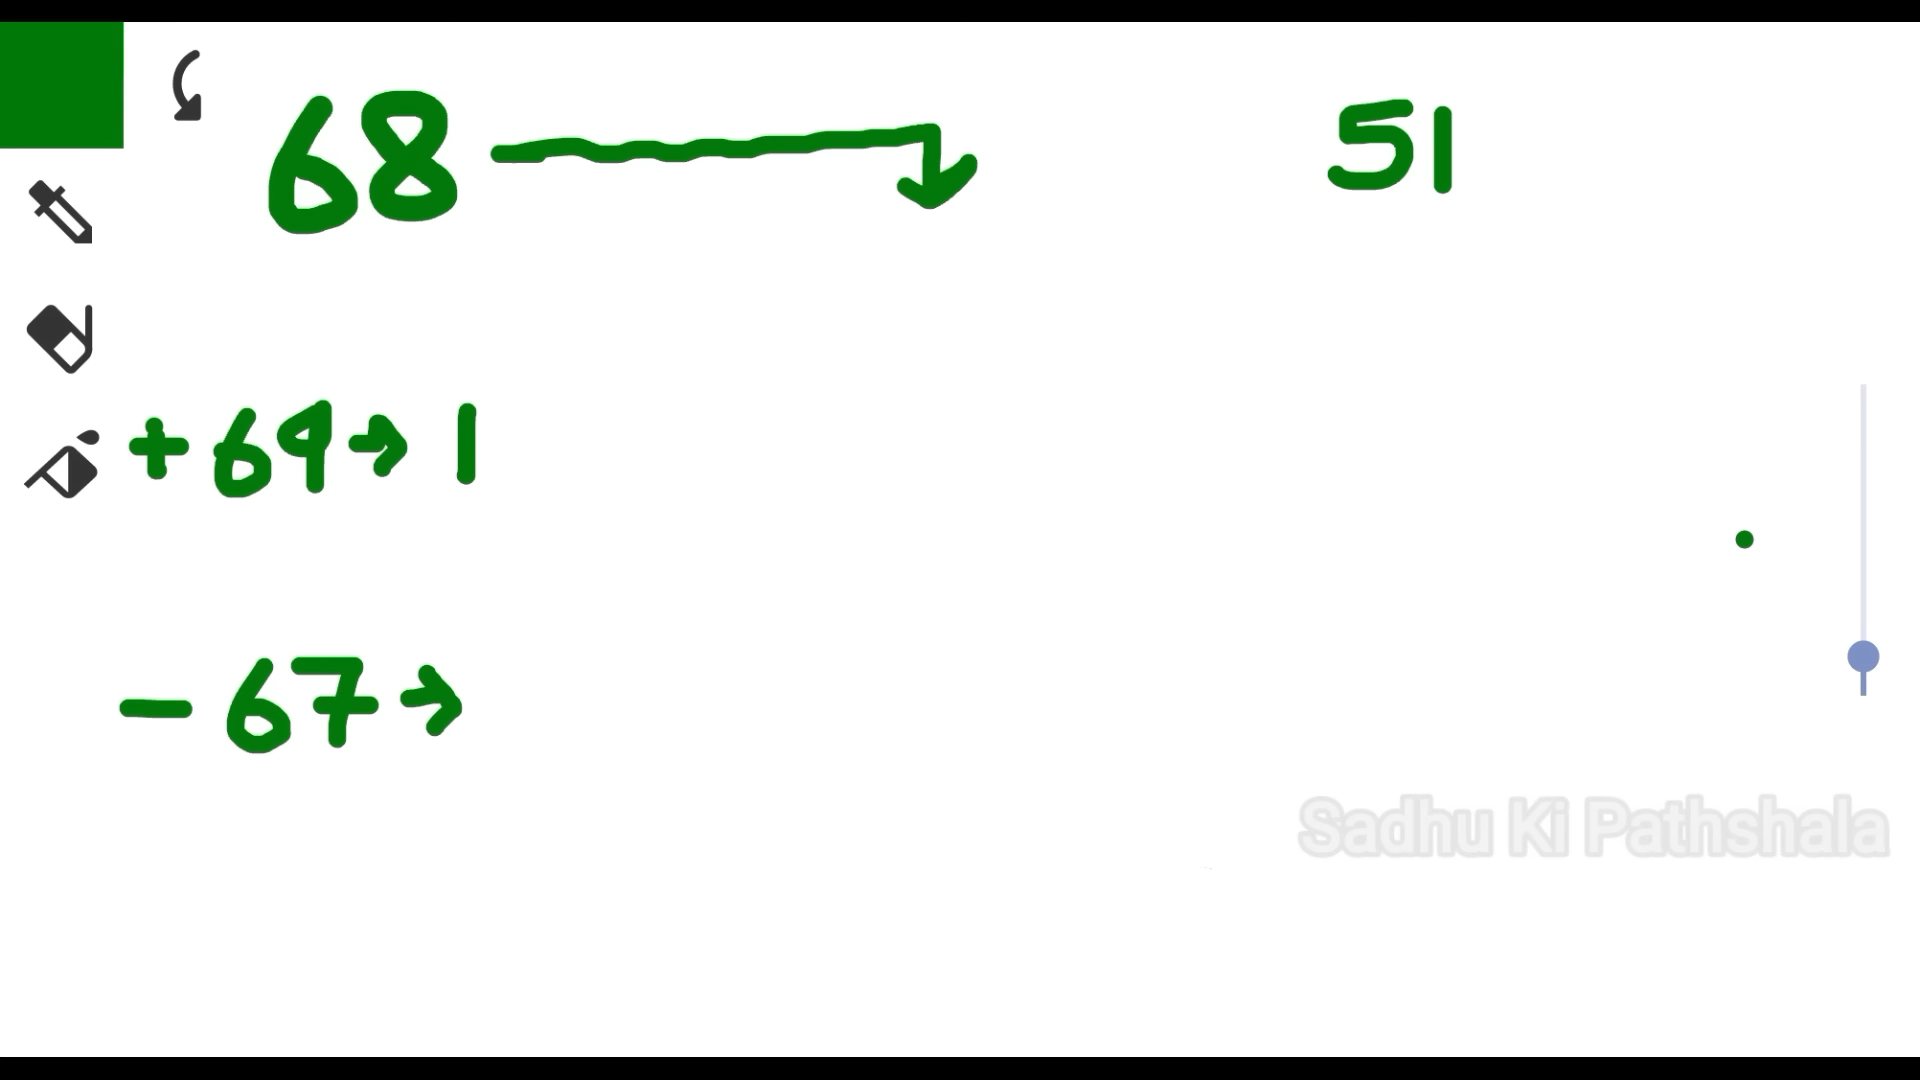 68 → 51
+ 69 → 1
- 67 →
Sadhu Ki Pathshala